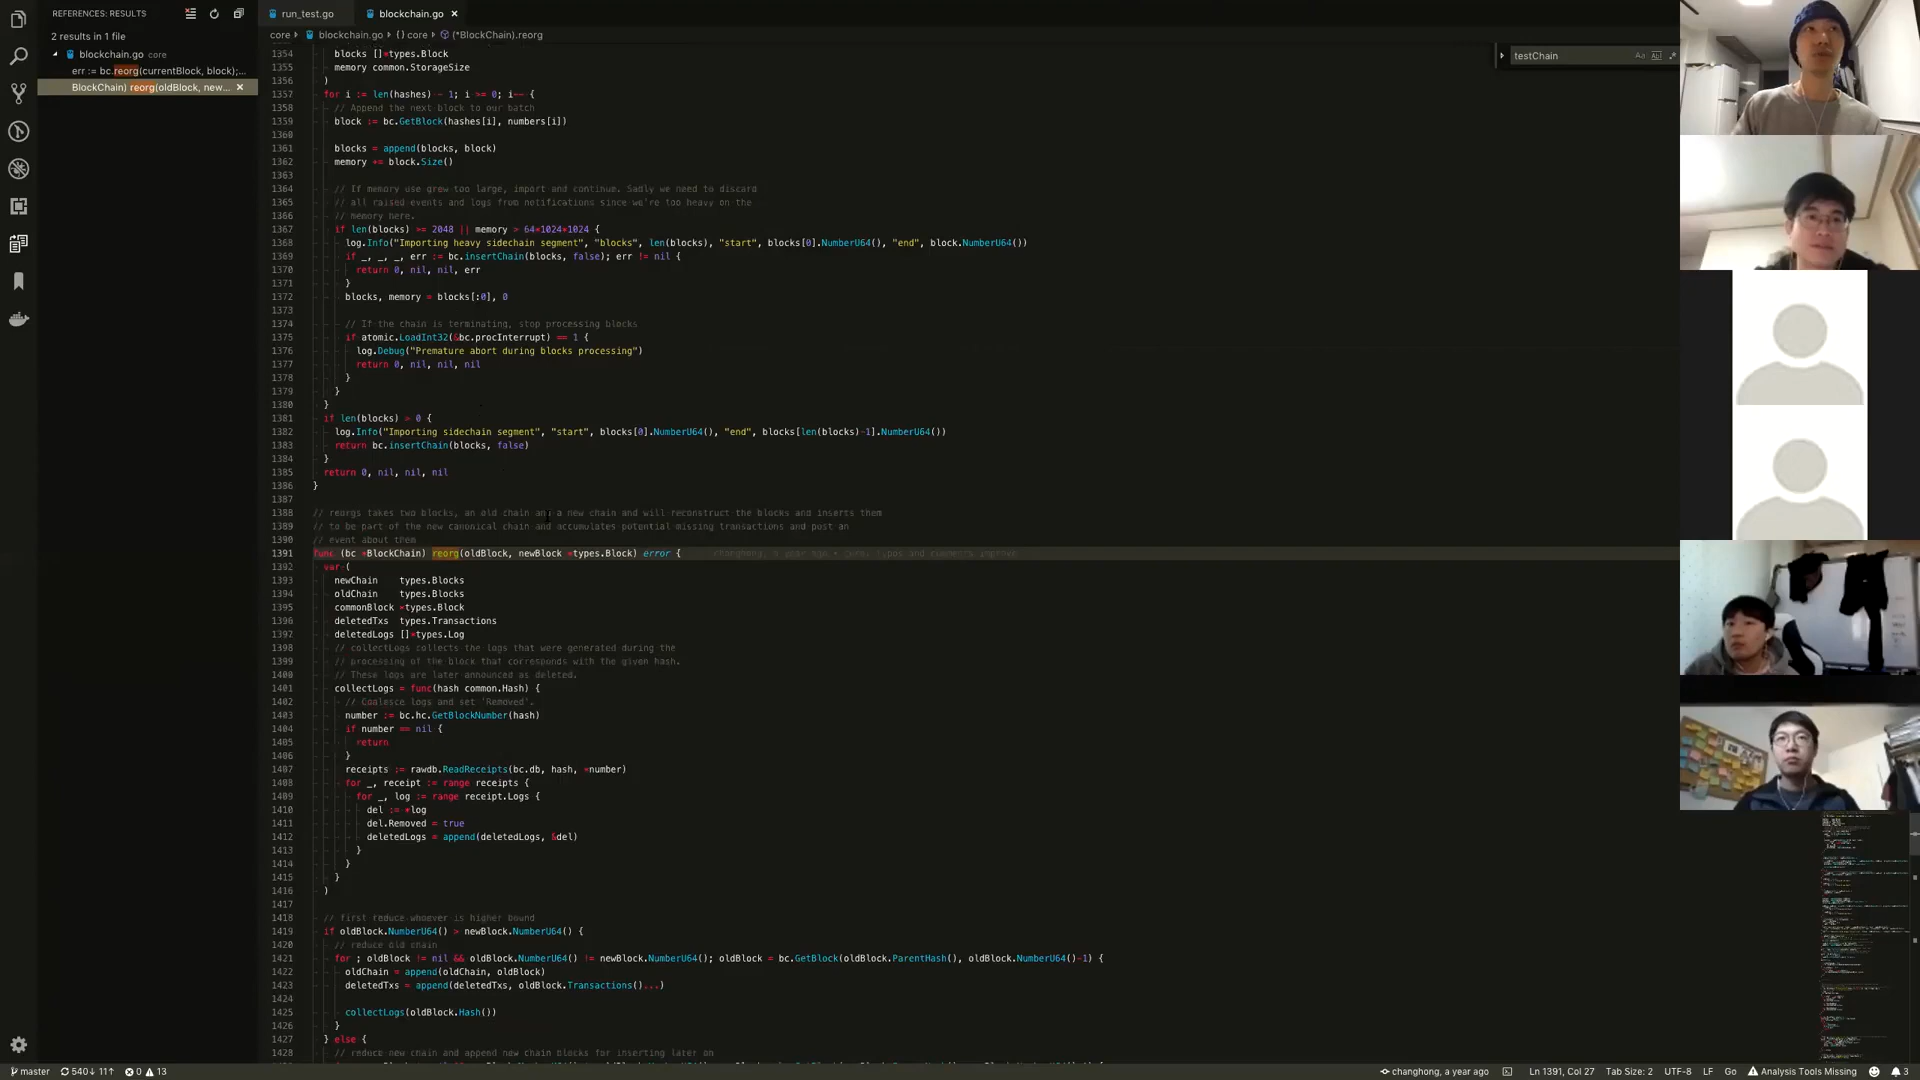 REFERENCES: RESULTS
2 results in 1 file
blockchain.go core
err := bc.reorg(currentBlock, block);...
BlockChain) reorg(oldBlock, new...
run_test.go
blockchain.go
core › blockchain.go › {} core › (*BlockChain).reorg
testChain
1354 blocks []*types.Block
1355 memory common.StorageSize
1356 )
1357 for i := len(hashes) - 1; i >= 0; i-- {
1358 // Append the next block to our batch
1359 block := bc.GetBlock(hashes[i], numbers[i])
1360
1361 blocks = append(blocks, block)
1362 memory += block.Size()
1363
1364 // If memory use grew too large, import and continue. Sadly we need to discard
1365 // all raised events and logs from notifications since we're too heavy on the
1366 // memory here.
1367 if len(blocks) >= 2048 || memory > 64*1024*1024 {
1368 log.Info("Importing heavy sidechain segment", "blocks", len(blocks), "start", blocks[0].NumberU64(), "end", block.NumberU64())
1369 if _, _, _, err := bc.insertChain(blocks, false); err != nil {
1370 return 0, nil, nil, err
1371 }
1372 blocks, memory = blocks[:0], 0
1373
1374 // If the chain is terminating, stop processing blocks
1375 if atomic.LoadInt32(&bc.procInterrupt) == 1 {
1376 log.Debug("Premature abort during blocks processing")
1377 return 0, nil, nil, nil
1378 }
1379 }
1380 }
1381 if len(blocks) > 0 {
1382 log.Info("Importing sidechain segment", "start", blocks[0].NumberU64(), "end", blocks[len(blocks)-1].NumberU64())
1383 return bc.insertChain(blocks, false)
1384 }
1385 return 0, nil, nil, nil
1386 }
1387
1388 // reorgs takes two blocks, an old chain and a new chain and will reconstruct the blocks and inserts them
1389 // to be part of the new canonical chain and accumulates potential missing transactions and post an
1390 // event about them
1391 func (bc *BlockChain) reorg(oldBlock, newBlock *types.Block) error { changhong, a year ago • core: typos and comments improve
1392 var (
1393 newChain types.Blocks
1394 oldChain types.Blocks
1395 commonBlock *types.Block
1396 deletedTxs types.Transactions
1397 deletedLogs []*types.Log
1398 // collectLogs collects the logs that were generated during the
1399 // processing of the block that corresponds with the given hash.
1400 // These logs are later announced as deleted.
1401 collectLogs = func(hash common.Hash) {
1402 // Coalesce logs and set 'Removed'.
1403 number := bc.hc.GetBlockNumber(hash)
1404 if number == nil {
1405 return
1406 }
1407 receipts := rawdb.ReadReceipts(bc.db, hash, *number)
1408 for _, receipt := range receipts {
1409 for _, log := range receipt.Logs {
1410 del := *log
1411 del.Removed = true
1412 deletedLogs = append(deletedLogs, &del)
1413 }
1414 }
1415 }
1416 )
1417
1418 // first reduce whoever is higher bound
1419 if oldBlock.NumberU64() > newBlock.NumberU64() {
1420 // reduce old chain
1421 for ; oldBlock != nil && oldBlock.NumberU64() != newBlock.NumberU64(); oldBlock = bc.GetBlock(oldBlock.ParentHash(), oldBlock.NumberU64()-1) {
1422 oldChain = append(oldChain, oldBlock)
1423 deletedTxs = append(deletedTxs, oldBlock.Transactions()...)
1424
1425 collectLogs(oldBlock.Hash())
1426 }
1427 } else {
1428 // reduce new chain and append new chain blocks for inserting later on
master 540↓ 11↑ 0 13
changhong, a year ago Ln 1391, Col 27 Tab Size: 2 UTF-8 LF Go Analysis Tools Missing 3